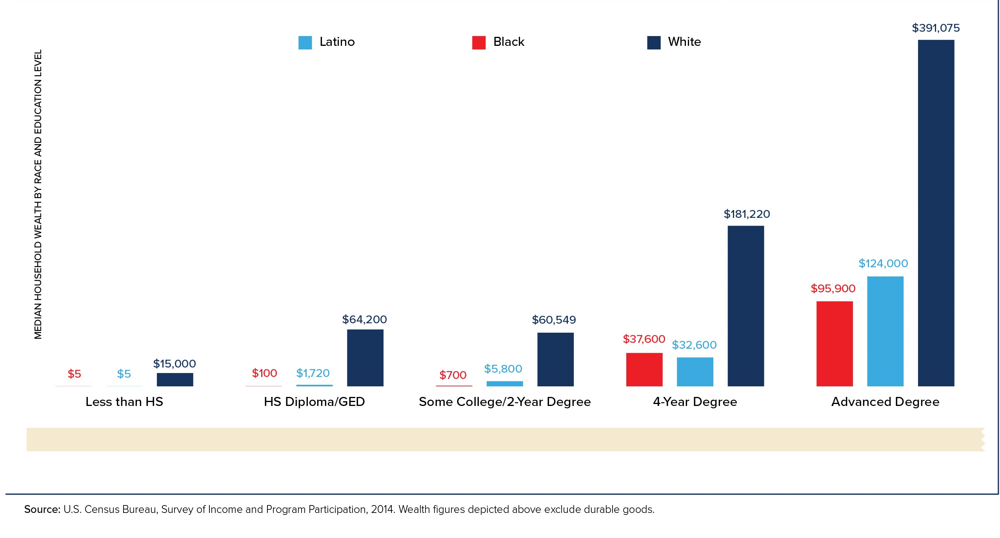 Latino
Black
White
MEDIAN HOUSEHOLD WEALTH BY RACE AND EDUCATION LEVEL
$5
$5
$15,000
$100
$1,720
$64,200
$700
$5,800
$60,549
$37,600
$32,600
$181,220
$95,900
$124,000
$391,075
Less than HS
HS Diploma/GED
Some College/2-Year Degree
4-Year Degree
Advanced Degree
Source: U.S. Census Bureau, Survey of Income and Program Participation, 2014. Wealth figures depicted above exclude durable goods.